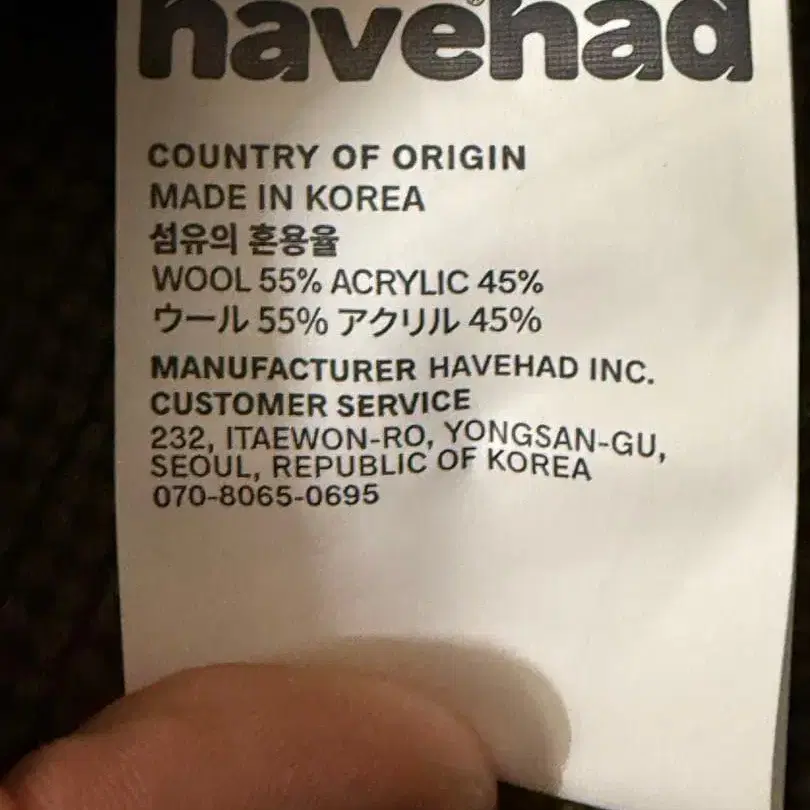 havehad
COUNTRY OF ORIGIN
MADE IN KOREA
섬유의 혼용율
WOOL 55% ACRYLIC 45%
ウール 55% アクリル 45%
MANUFACTURER HAVEHAD INC.
CUSTOMER SERVICE
232, ITAEWON-RO, YONGSAN-GU,
SEOUL, REPUBLIC OF KOREA
070-8065-0695